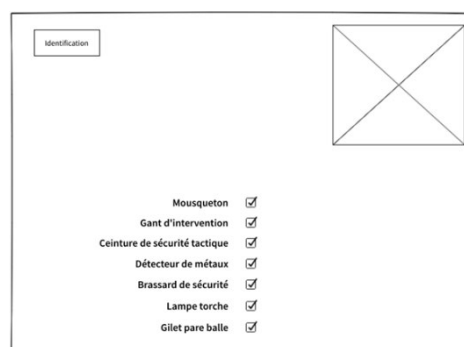 Identification
Mousqueton
Gant d'intervention
Ceinture de sécurité tactique
Détecteur de métaux
Brassard de sécurité
Lampe torche
Gilet pare balle